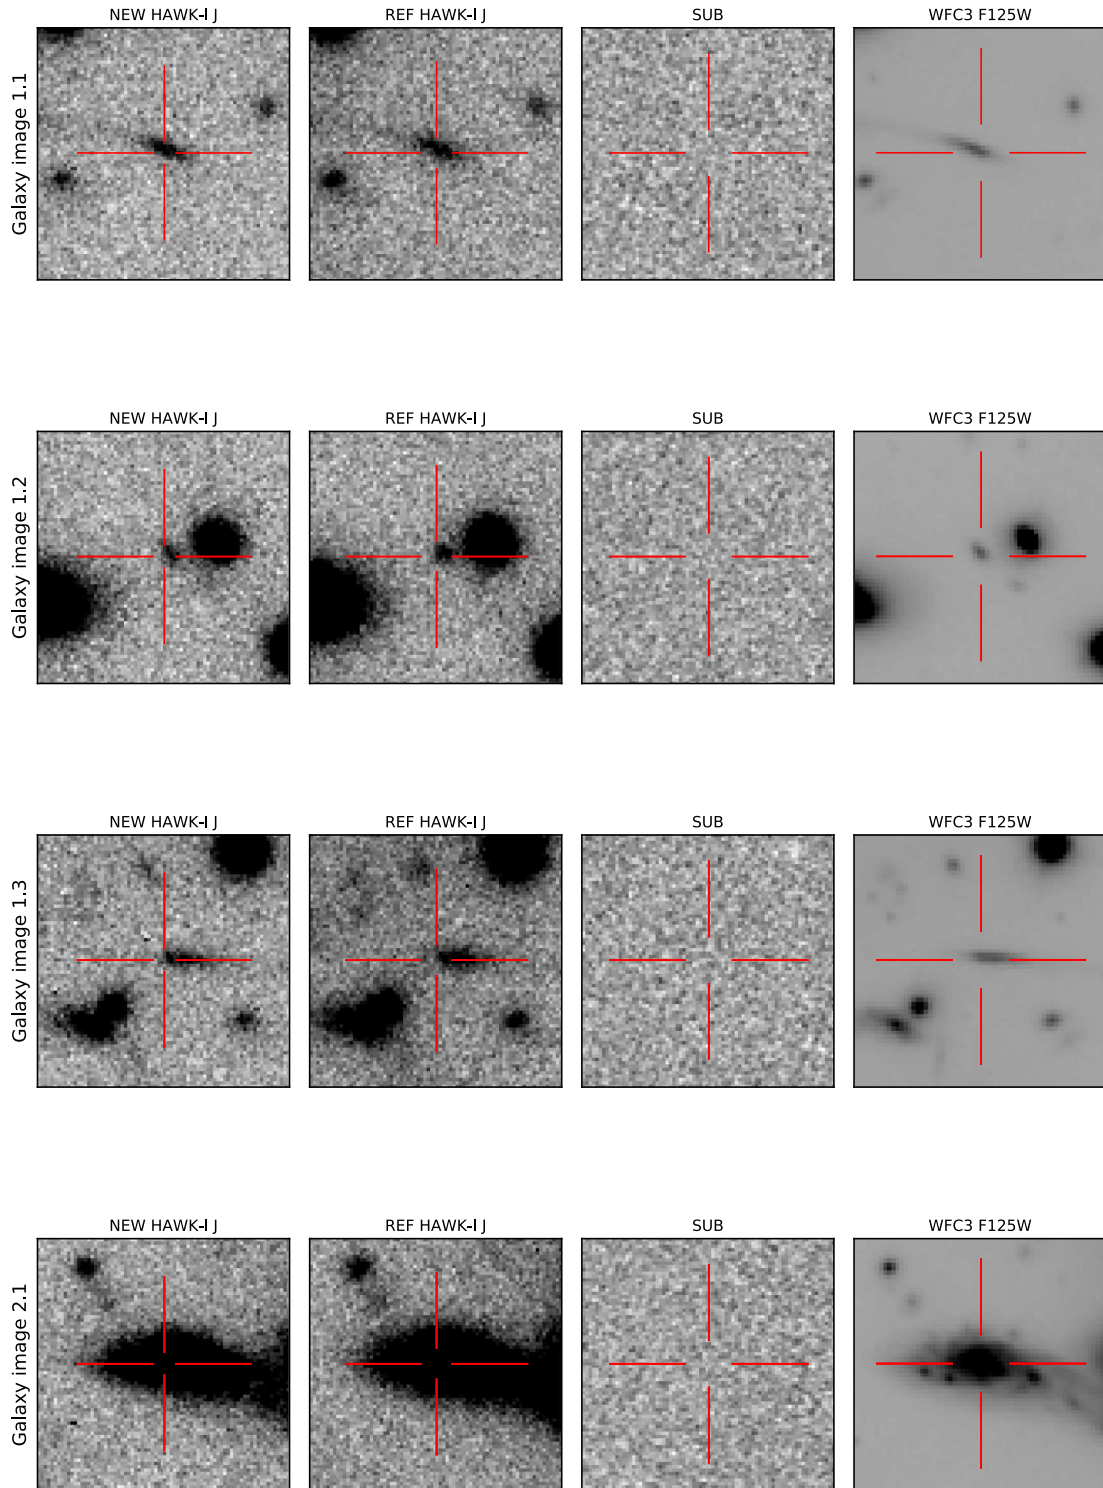 NEW HAWK-I J REF HAWK-I J SUB WFC3 F125W
Galaxy image 1.1
NEW HAWK-I J REF HAWK-I J SUB WFC3 F125W
Galaxy image 1.2
NEW HAWK-I J REF HAWK-I J SUB WFC3 F125W
Galaxy image 1.3
NEW HAWK-I J REF HAWK-I J SUB WFC3 F125W
Galaxy image 2.1